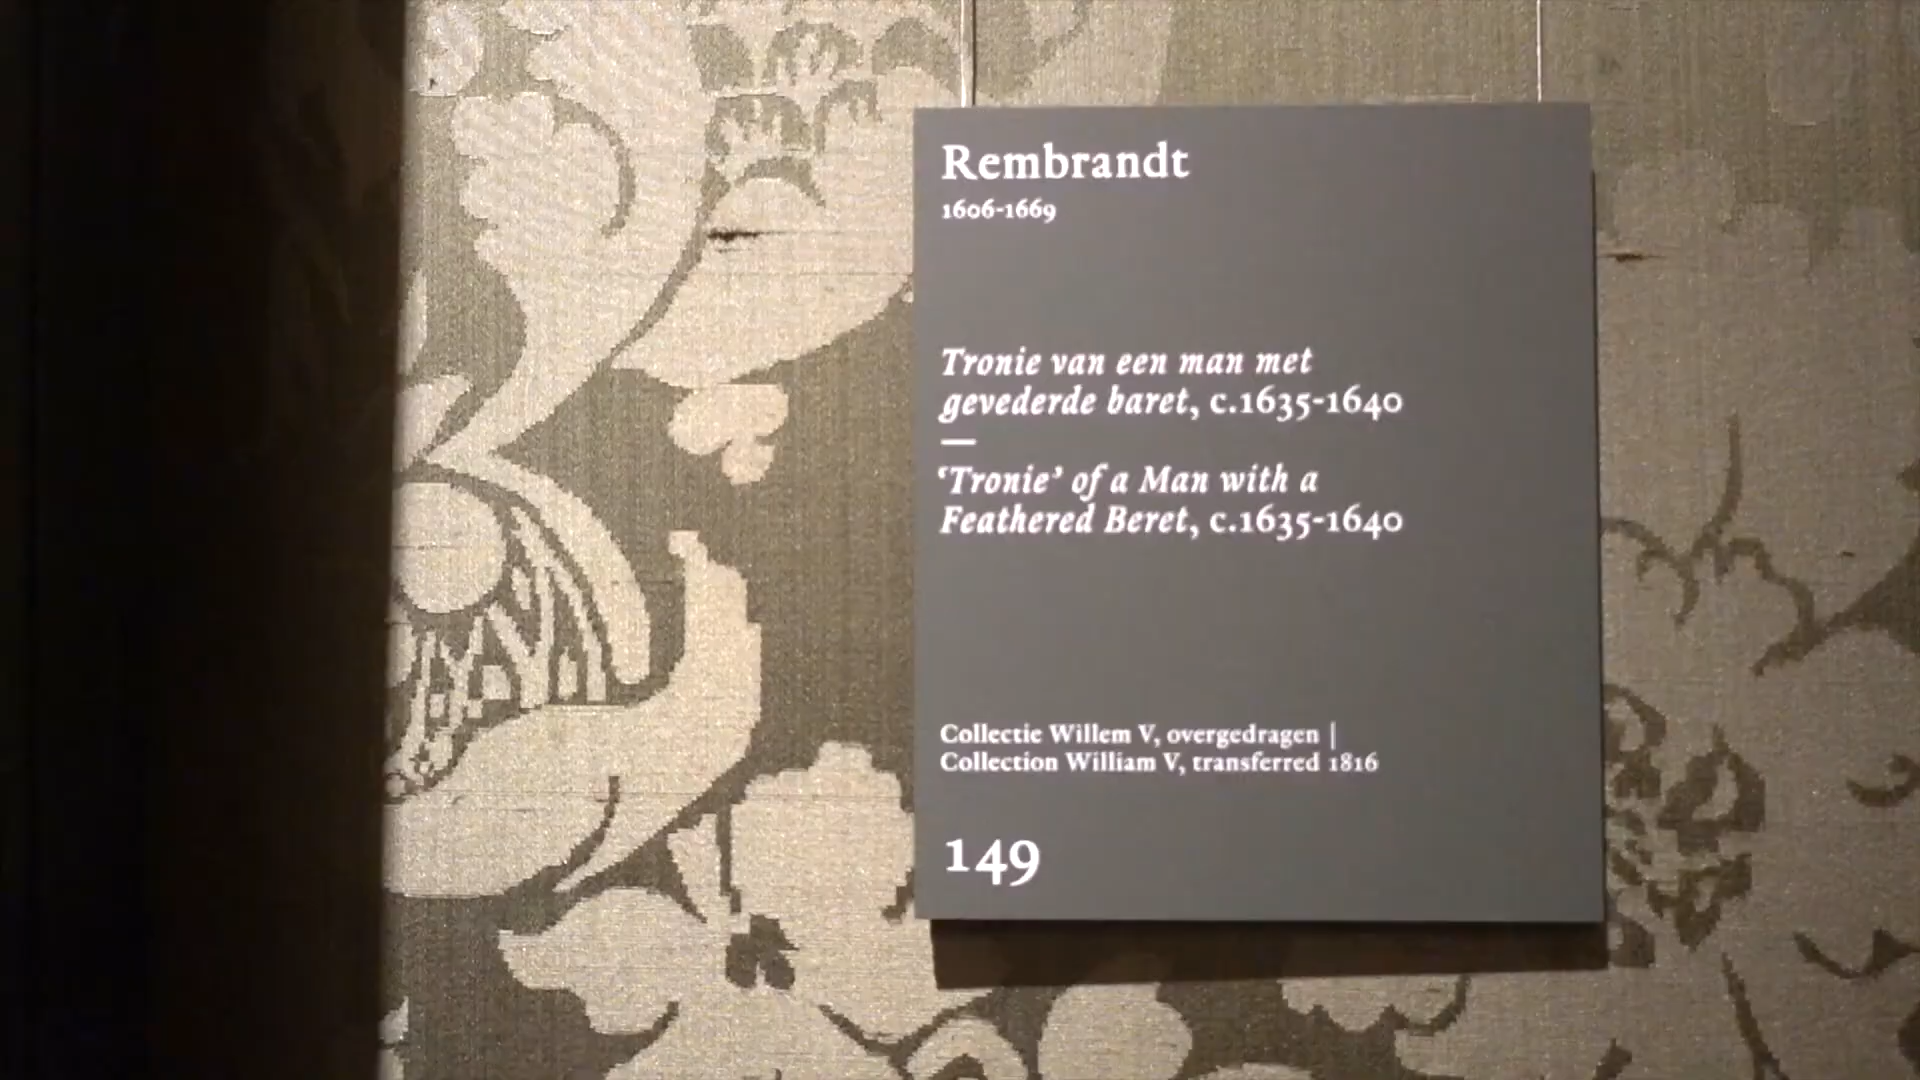 Rembrandt
1606-1669
Tronie van een man met
gevederde baret, c.1635-1640
—
‘Tronie’ of a Man with a
Feathered Beret, c.1635-1640
Collectie Willem V, overgedragen |
Collection William V, transferred 1816
149